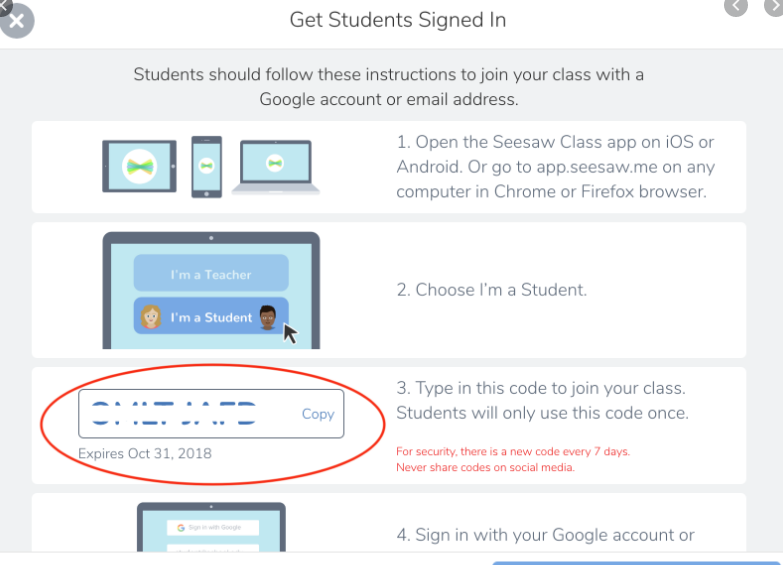 Get Students Signed In
Students should follow these instructions to join your class with a
Google account or email address.
1. Open the Seesaw Class app on iOS or
Android. Or go to app.seesaw.me on any
computer in Chrome or Firefox browser.
I'm a Teacher
I'm a Student
2. Choose I'm a Student.
Copy
Expires Oct 31, 2018
3. Type in this code to join your class.
Students will only use this code once.
For security, there is a new code every 7 days.
Never share codes on social media.
G Sign in with Google
4. Sign in with your Google account or